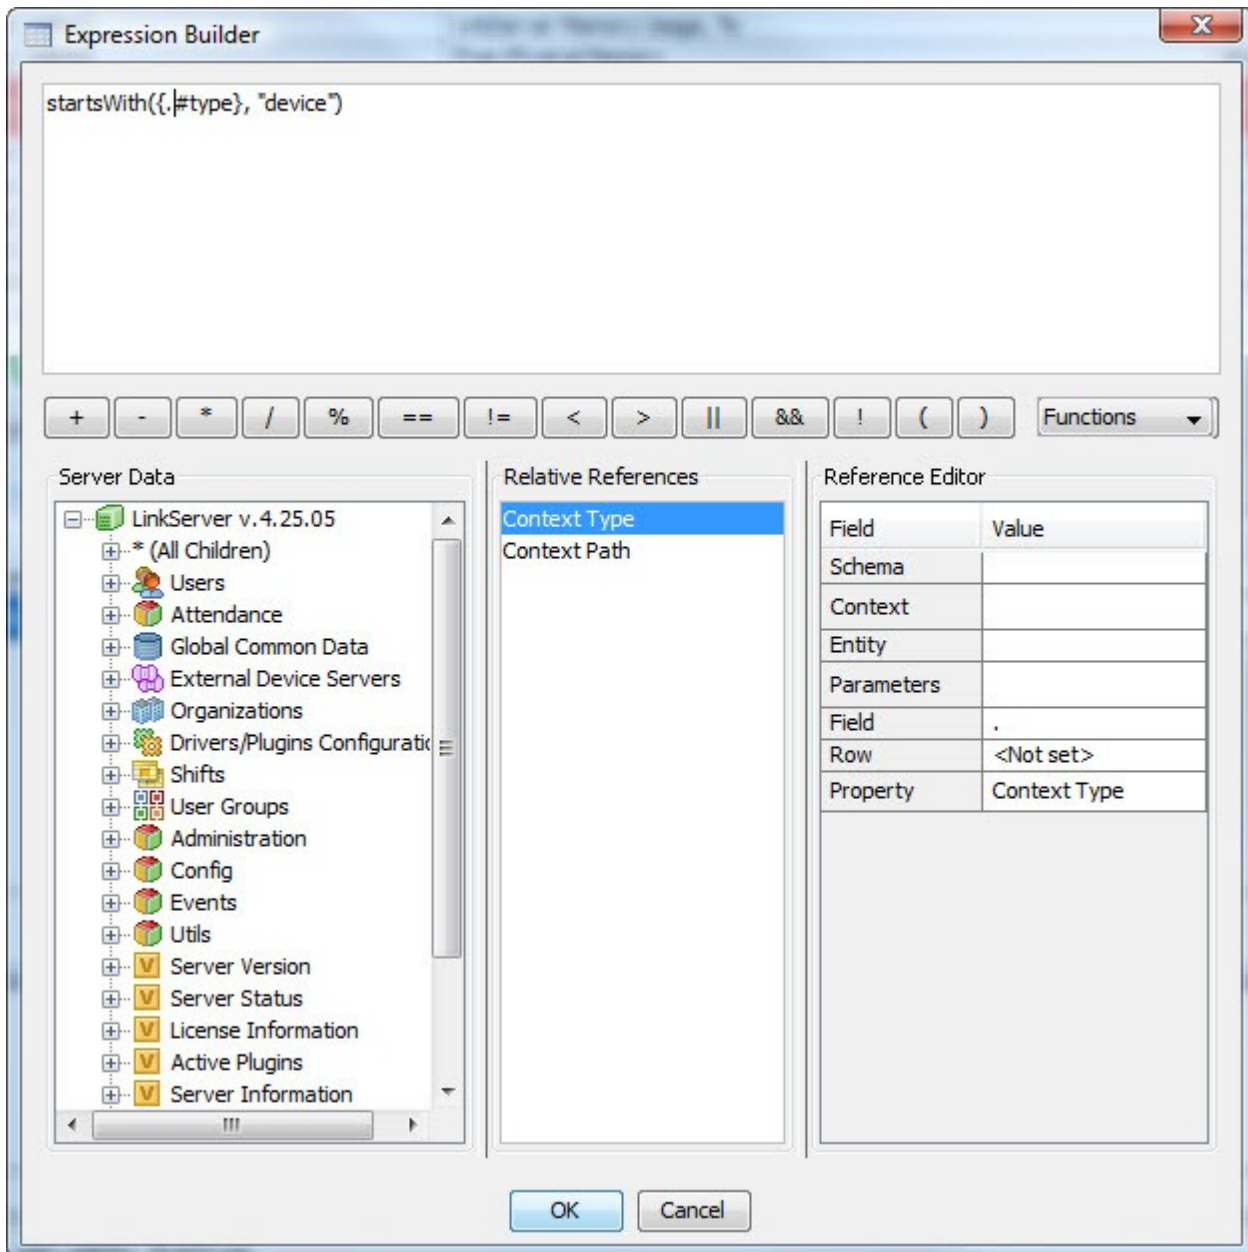 Expression Builder
startsWith({.#type}, "device")
+ - * / % == != < > || && ! ( ) Functions
Server Data
LinkServer v.4.25.05
* (All Children)
Users
Attendance
Global Common Data
External Device Servers
Organizations
Drivers/Plugins Configuratic
Shifts
User Groups
Administration
Config
Events
Utils
V Server Version
V Server Status
V License Information
V Active Plugins
V Server Information
Relative References
Context Type
Context Path
Reference Editor
Field Value
Schema
Context
Entity
Parameters
Field .
Row <Not set>
Property Context Type
OK Cancel